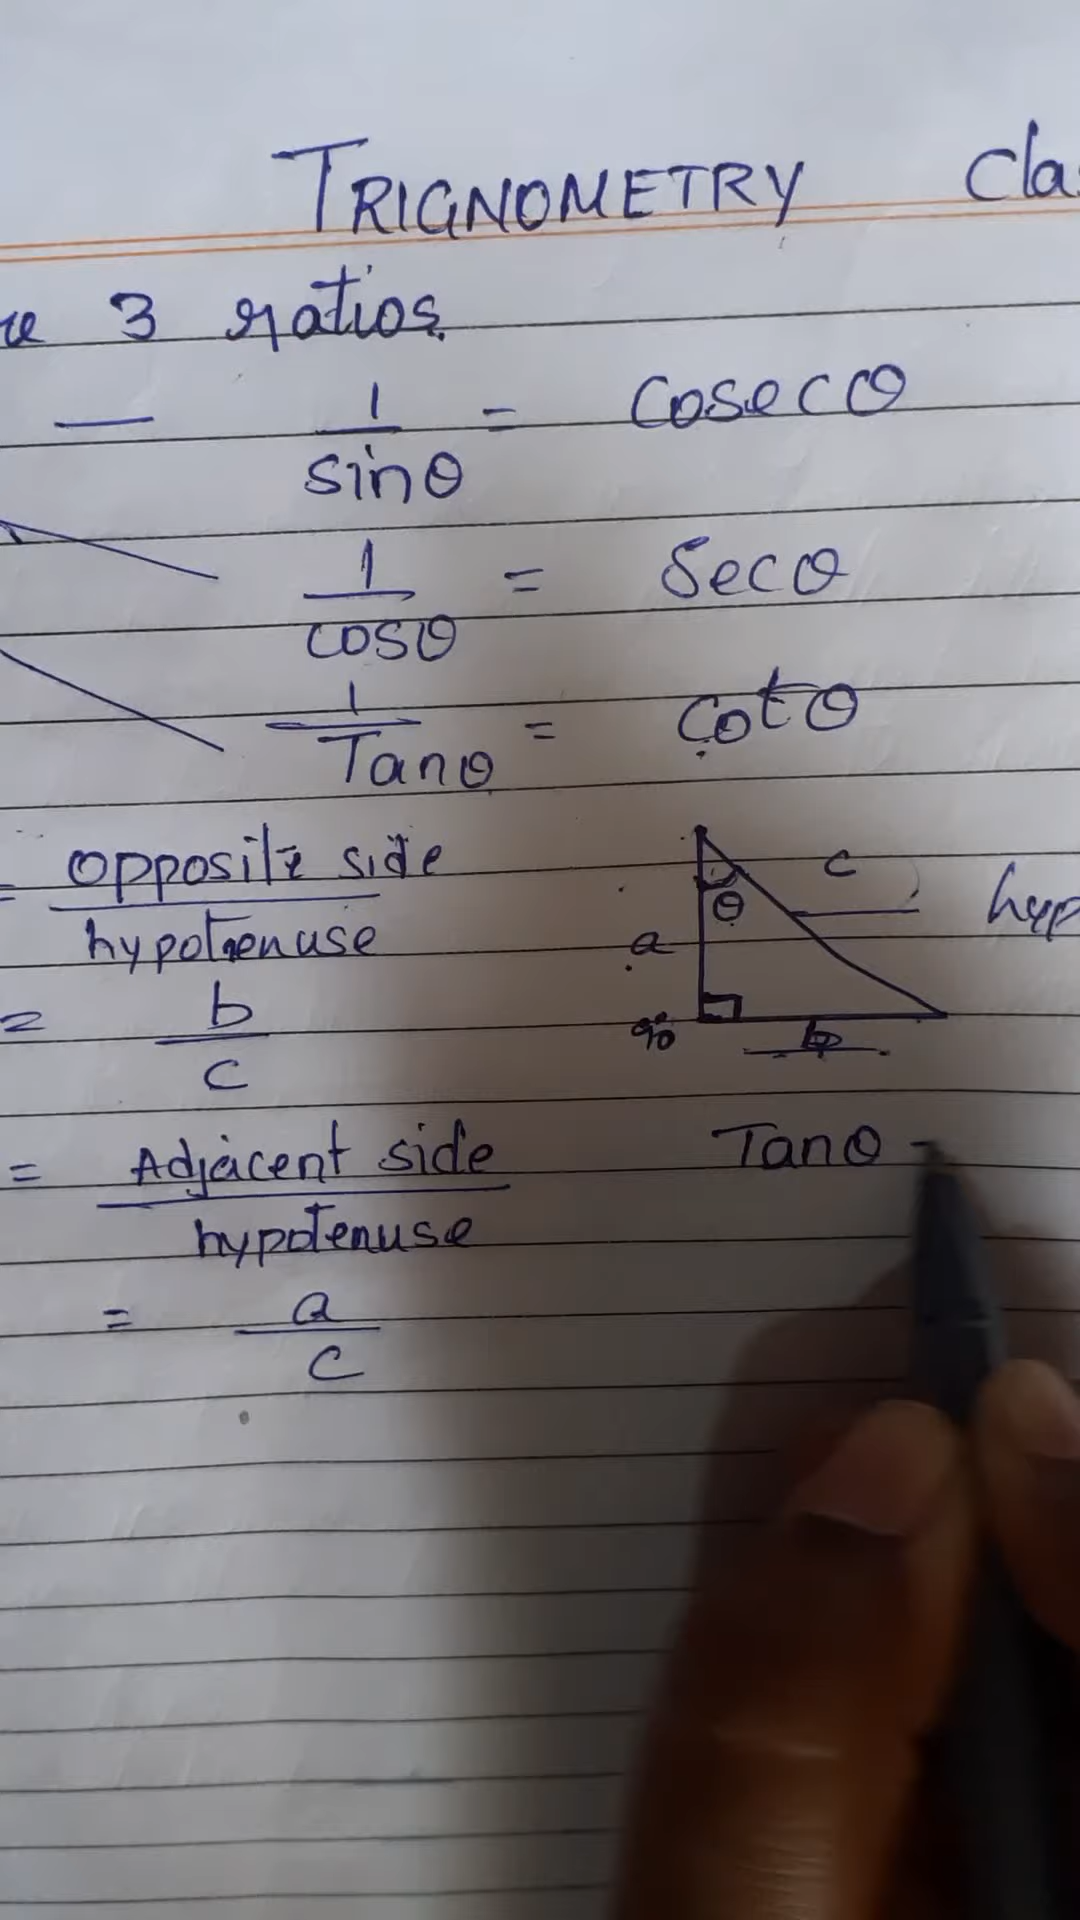 TRIGNOMETRY
3 ratios.
— 1/sinθ = Cosecθ
1/cosθ = Secθ
1/Tanθ = Cotθ
= Opposite side / hypotenuse
= b/c
c
θ
a
90°
b
hyp
= Adjacent side / hypotenuse
Tanθ =
= a/c